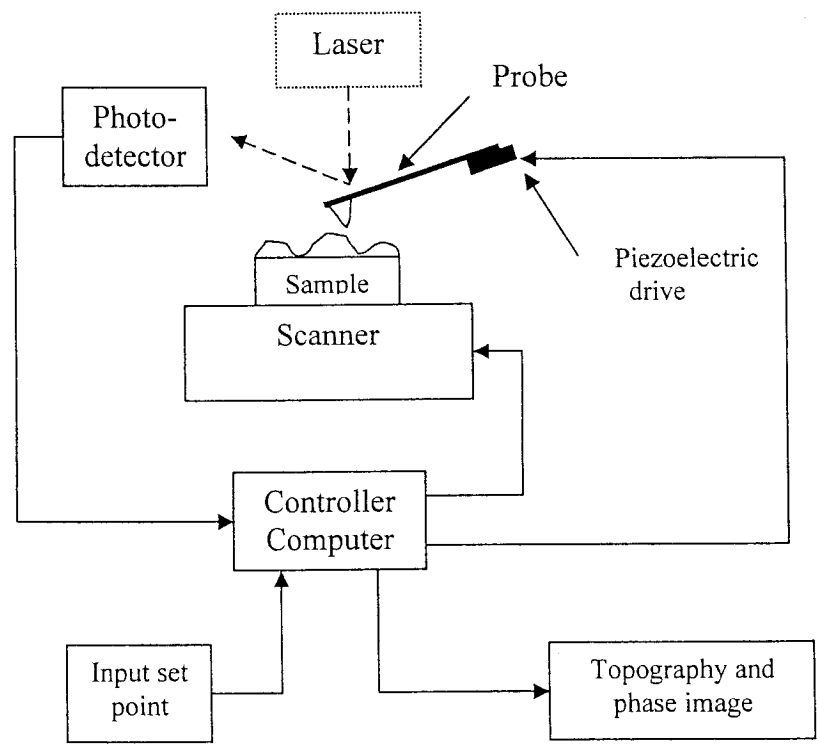 Laser
Probe
Photo-
detector
Piezoelectric
drive
Sample
Scanner
Controller
Computer
Input set
point
Topography and
phase image